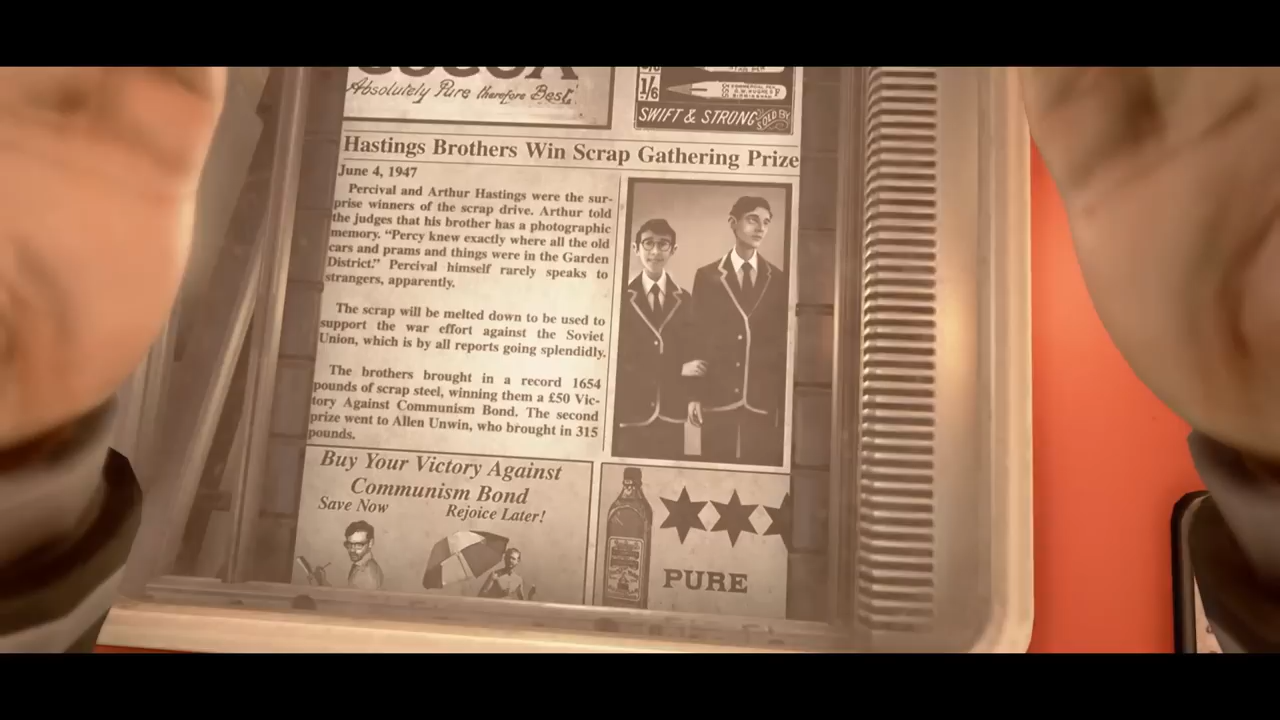 COCOA
Absolutely Pure therefore Best.
1/6
SWIFT & STRONG
SOLD BY
Hastings Brothers Win Scrap Gathering Prize
June 4, 1947
Percival and Arthur Hastings were the sur-
prise winners of the scrap drive. Arthur told
the judges that his brother has a photographic
memory. “Percy knew exactly where all the old
cars and prams and things were in the Garden
District.” Percival himself rarely speaks to
strangers, apparently.
The scrap will be melted down to be used to
support the war effort against the Soviet
Union, which is by all reports going splendidly.
The brothers brought in a record 1654
pounds of scrap steel, winning them a £50 Vic-
tory Against Communism Bond. The second
prize went to Allen Unwin, who brought in 315
pounds.
Buy Your Victory Against
Communism Bond
Save Now
Rejoice Later!
PURE